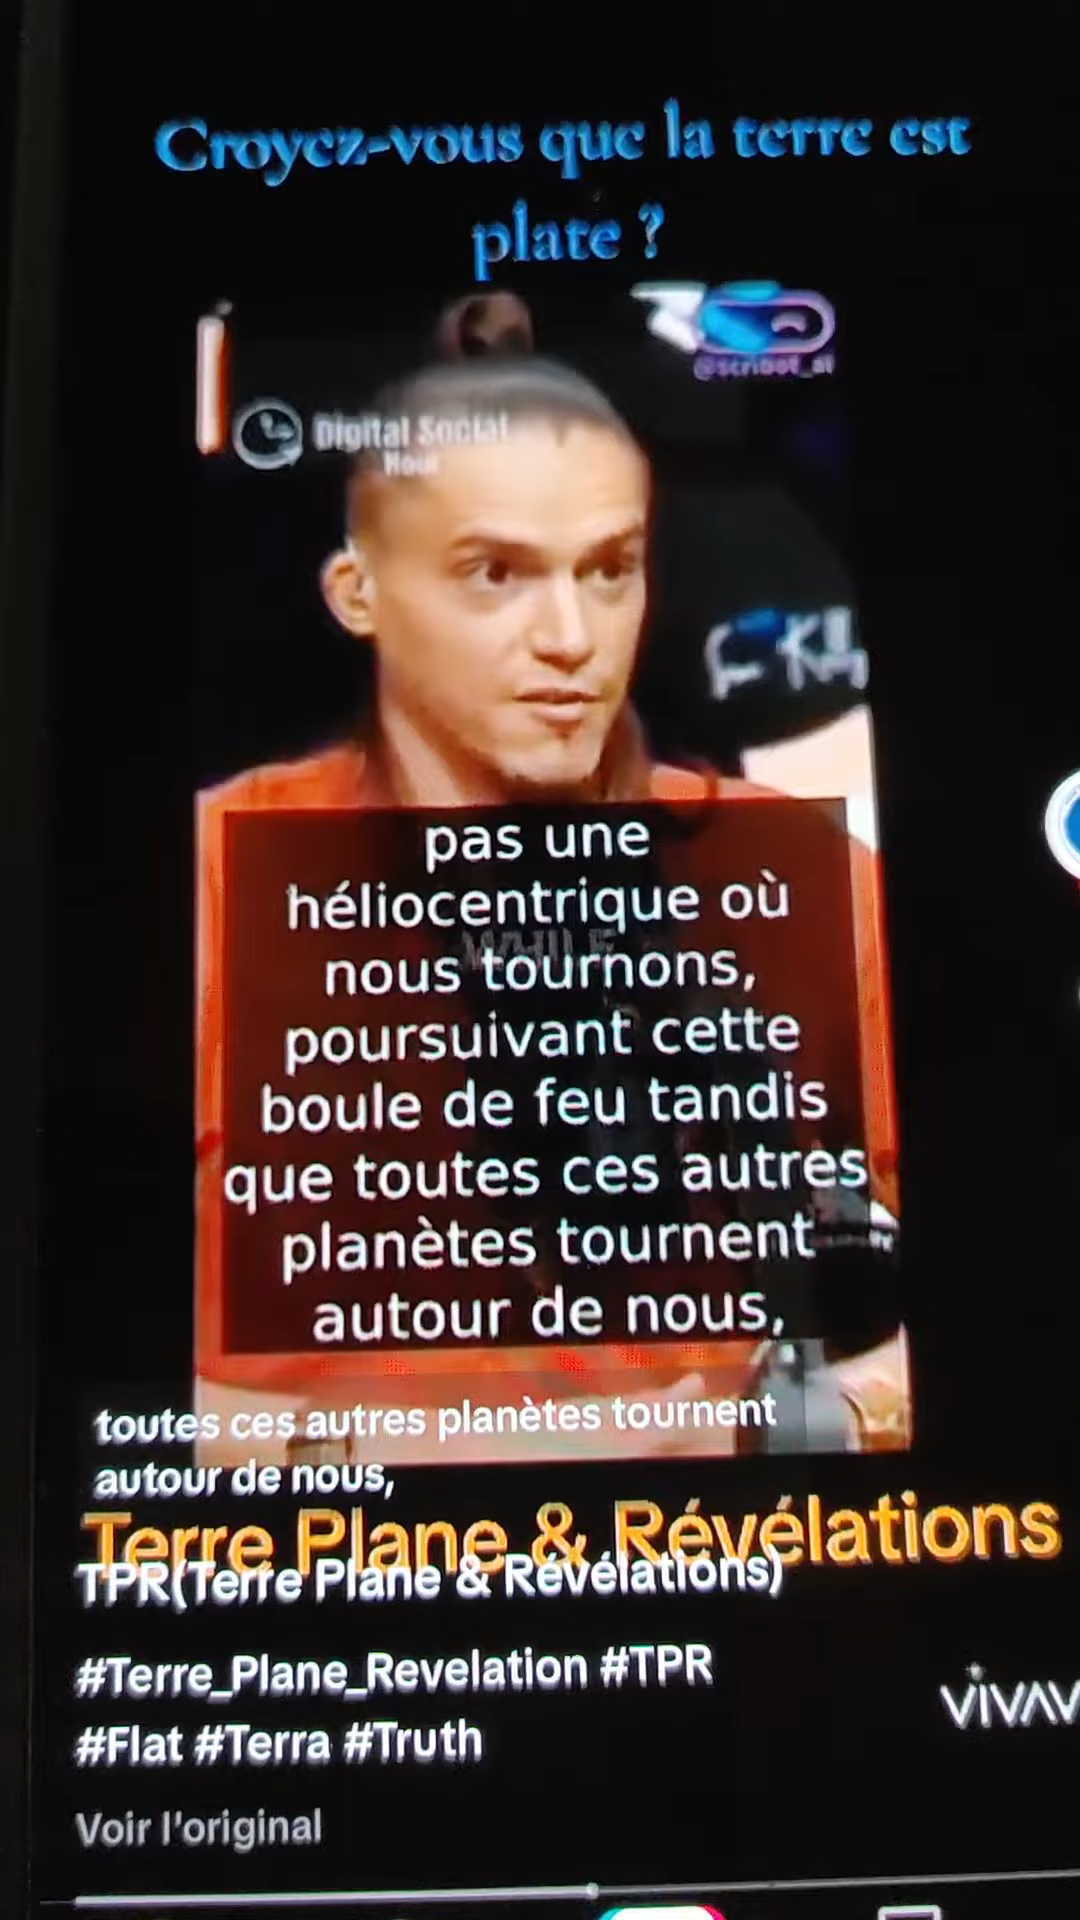 Croyez-vous que la terre est
plate ?
@scribot_ai
Digital Social
Hour
pas une
héliocentrique où
nous tournons,
poursuivant cette
boule de feu tandis
que toutes ces autres
planètes tournent
autour de nous,
toutes ces autres planètes tournent
autour de nous,
Terre Plane & Révélations
TPR(Terre Plane & Révélations)
#Terre_Plane_Revelation #TPR
#Flat #Terra #Truth
Voir l'original